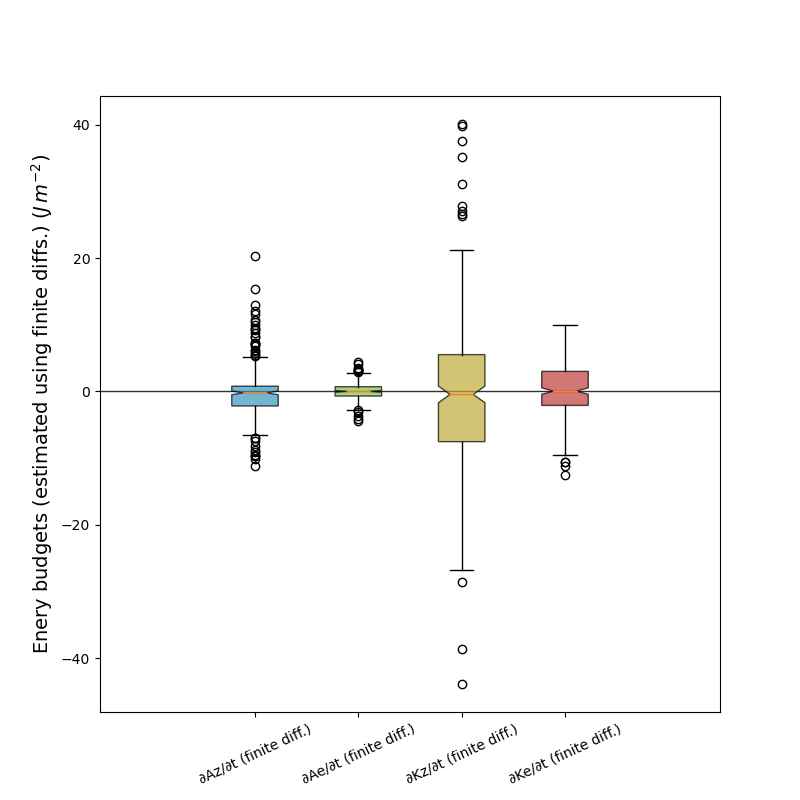 Enery budgets (estimated using finite diffs.) (J m⁻²)
40
20
0
−20
−40
∂Az/∂t (finite diff.)
∂Ae/∂t (finite diff.)
∂Kz/∂t (finite diff.)
∂Ke/∂t (finite diff.)